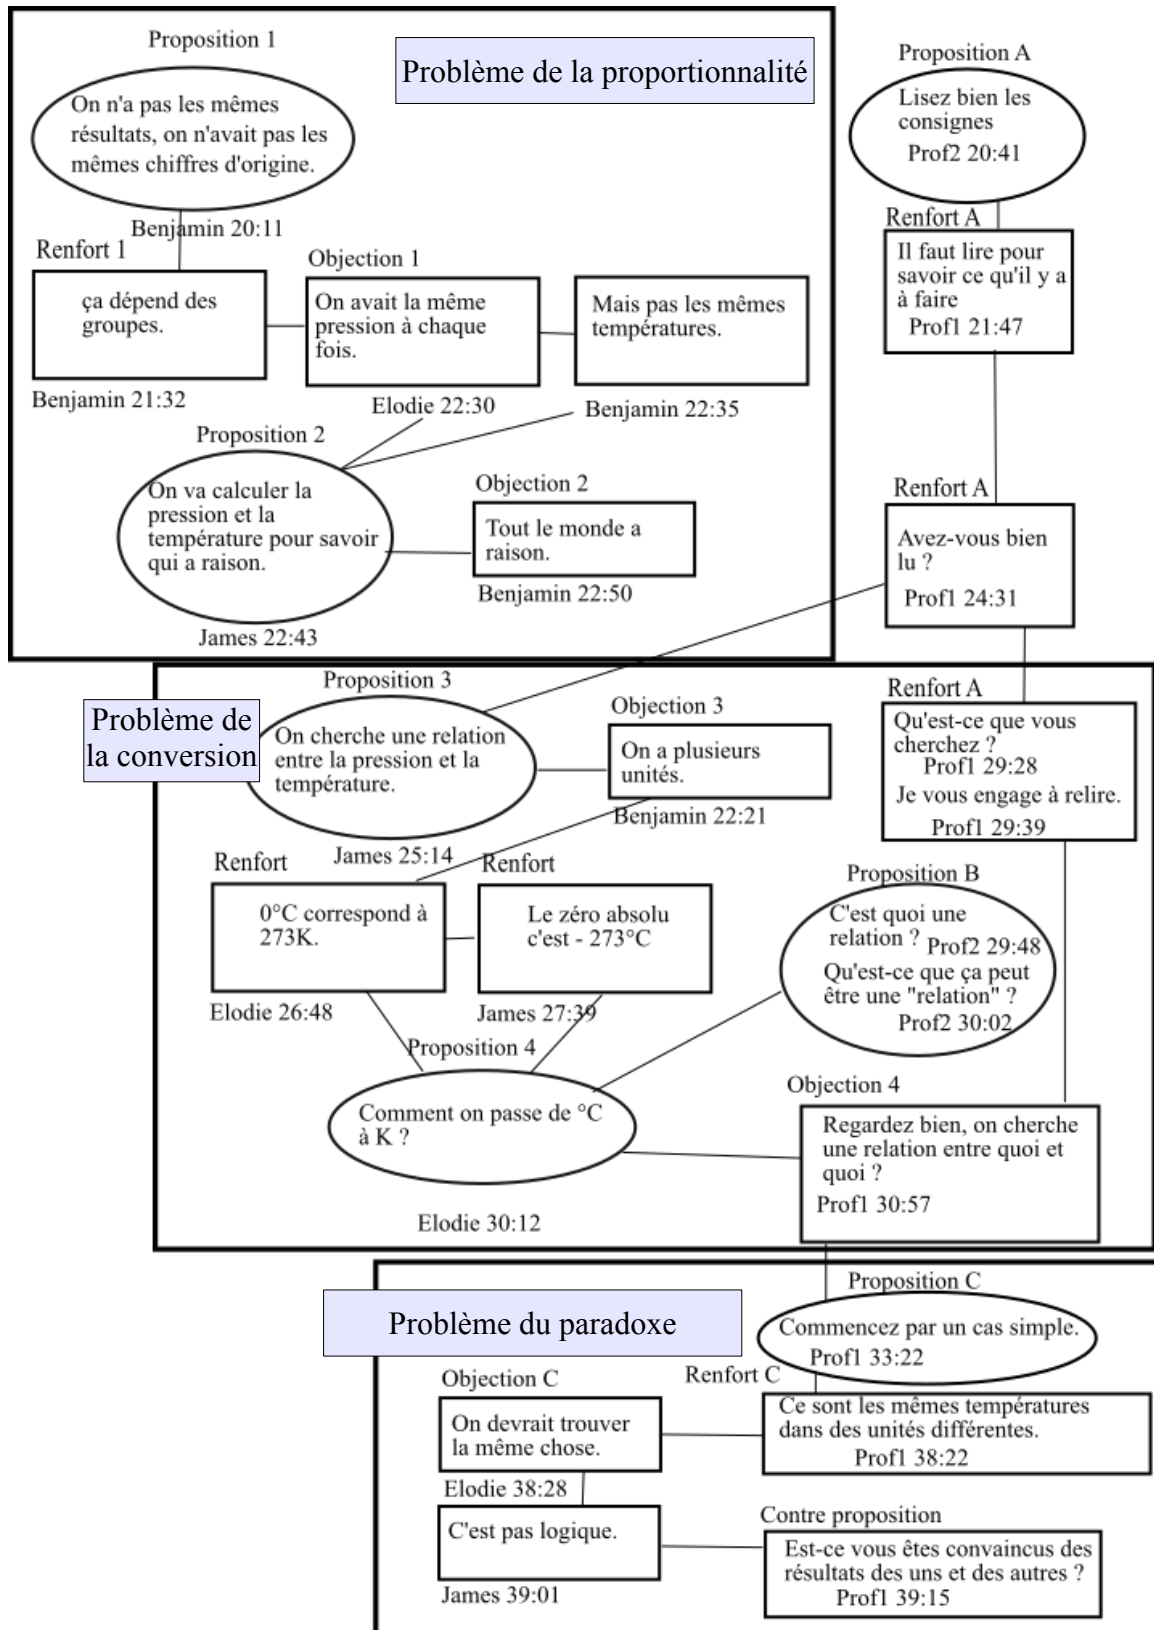 Proposition 1
Problème de la proportionnalité
On n'a pas les mêmes
résultats, on n'avait pas les
mêmes chiffres d'origine.
Benjamin 20:11
Renfort 1
ça dépend des
groupes.
Benjamin 21:32
Objection 1
On avait la même
pression à chaque
fois.
Elodie 22:30
Mais pas les mêmes
températures.
Benjamin 22:35
Proposition 2
On va calculer la
pression et la
température pour savoir
qui a raison.
James 22:43
Objection 2
Tout le monde a
raison.
Benjamin 22:50
Proposition A
Lisez bien les
consignes
Prof2 20:41
Renfort A
Il faut lire pour
savoir ce qu'il y a
à faire
Prof1 21:47
Renfort A
Avez-vous bien
lu ?
Prof1 24:31
Problème de
la conversion
Proposition 3
On cherche une relation
entre la pression et la
température.
James 25:14
Objection 3
On a plusieurs
unités.
Benjamin 22:21
Renfort A
Qu'est-ce que vous
cherchez ?
Prof1 29:28
Je vous engage à relire.
Prof1 29:39
Renfort
0°C correspond à
273K.
Elodie 26:48
Renfort
Le zéro absolu
c'est - 273°C
James 27:39
Proposition B
C'est quoi une
relation ? Prof2 29:48
Qu'est-ce que ça peut
être une "relation" ?
Prof2 30:02
Proposition 4
Comment on passe de °C
à K ?
Elodie 30:12
Objection 4
Regardez bien, on cherche
une relation entre quoi et
quoi ?
Prof1 30:57
Problème du paradoxe
Proposition C
Commencez par un cas simple.
Prof1 33:22
Renfort C
Ce sont les mêmes températures
dans des unités différentes.
Prof1 38:22
Objection C
On devrait trouver
la même chose.
Elodie 38:28
C'est pas logique.
James 39:01
Contre proposition
Est-ce vous êtes convaincus des
résultats des uns et des autres ?
Prof1 39:15